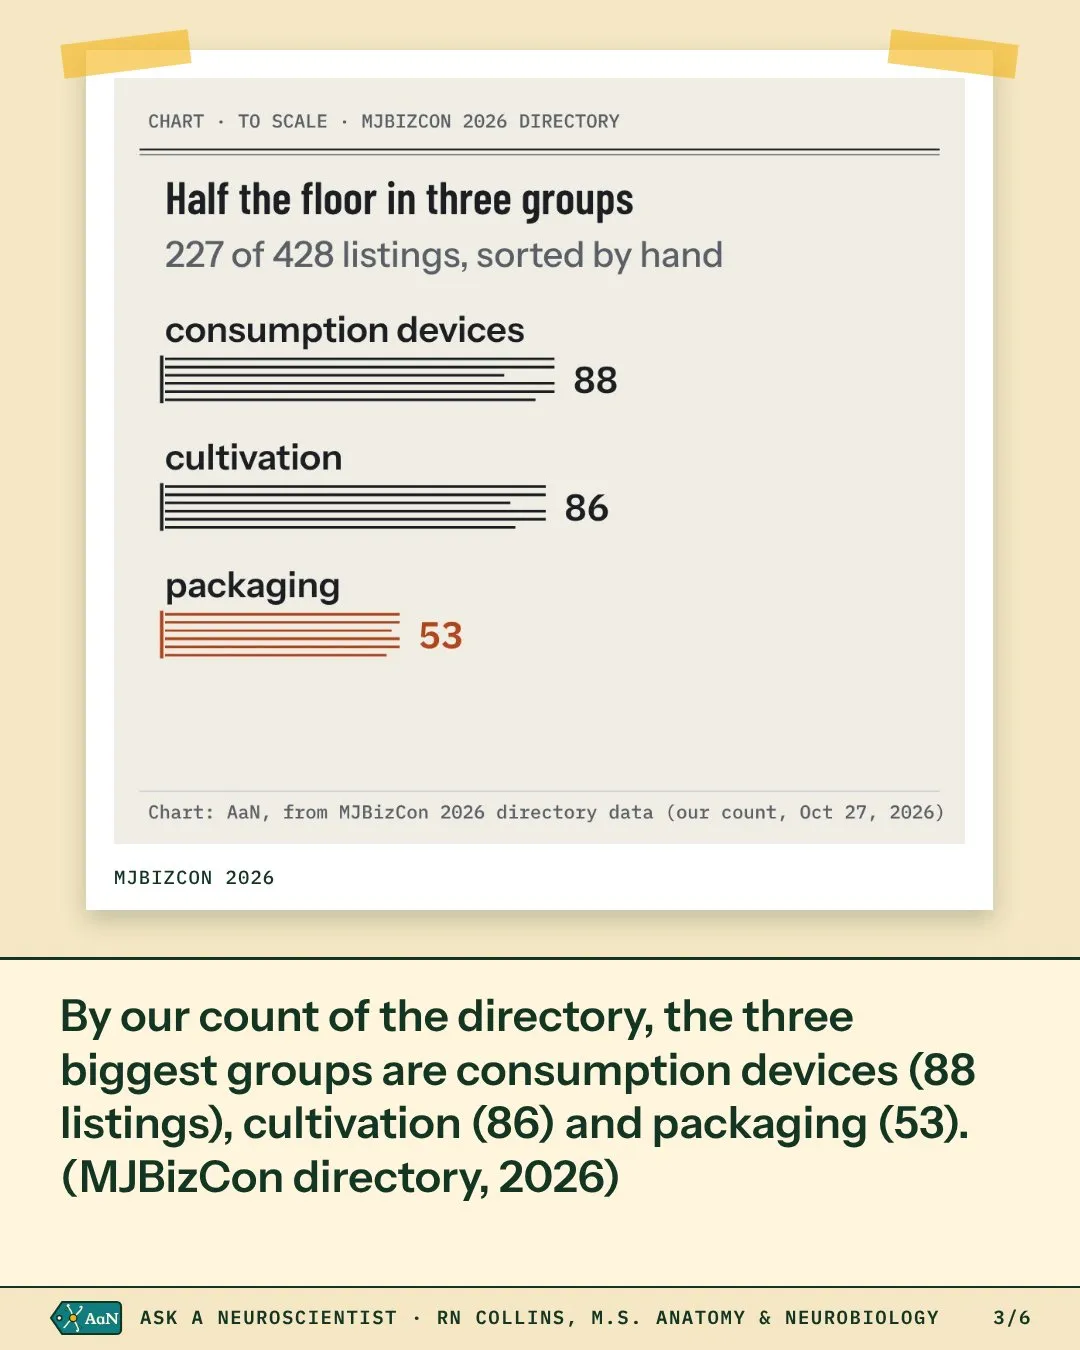 CHART · TO SCALE · MJBIZCON 2026 DIRECTORY
Half the floor in three groups
227 of 428 listings, sorted by hand
consumption devices
88
cultivation
86
packaging
53
Chart: AaN, from MJBizCon 2026 directory data (our count, Oct 27, 2026)
MJBIZCON 2026
By our count of the directory, the three
biggest groups are consumption devices (88
listings), cultivation (86) and packaging (53).
(MJBizCon directory, 2026)
AaN ASK A NEUROSCIENTIST · RN COLLINS, M.S. ANATOMY & NEUROBIOLOGY 3/6